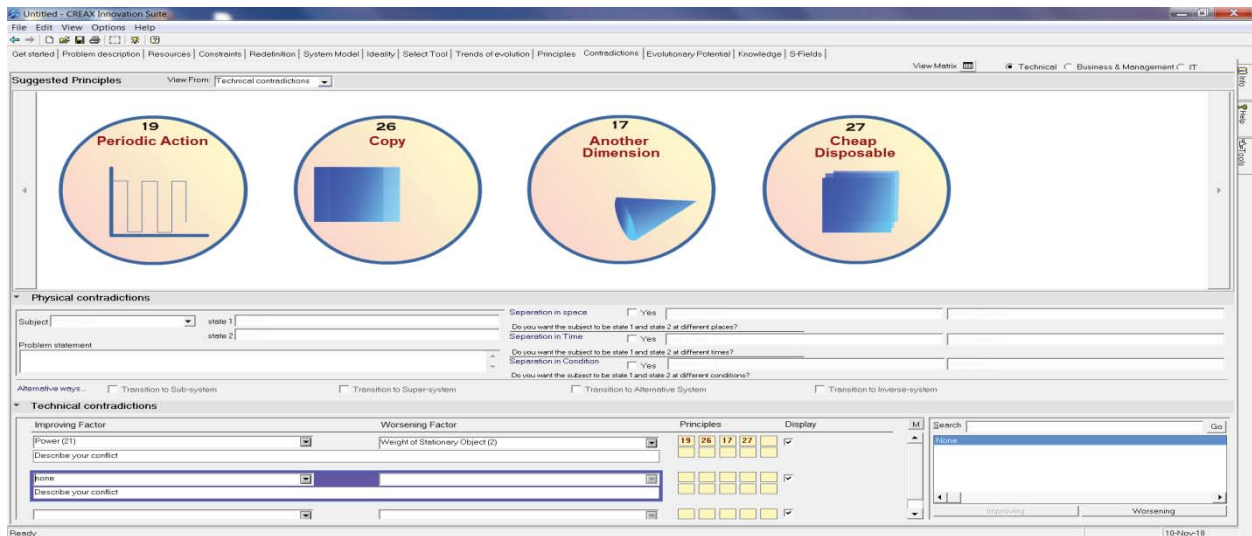 Untitled - CREAX Innovation Suite
File Edit View Options Help
Get started | Problem description | Resources | Constraints | Redefinition | System Model | Ideality | Select Tool | Trends of evolution | Principles | Contradictions | Evolutionary Potential | Knowledge | S-Fields |
View Matrix Technical Business & Management IT
Suggested Principles View From: Technical contradictions
Info
Help
Tools
19 Periodic Action
26 Copy
17 Another Dimension
27 Cheap Disposable
Physical contradictions
Subject state 1
state 2
Problem statement
Separation in space Yes
Do you want the subject to be state 1 and state 2 at different places?
Separation in Time Yes
Do you want the subject to be state 1 and state 2 at different times?
Separation in Condition Yes
Do you want the subject to be state 1 and state 2 at different conditions?
Alternative ways... Transition to Sub-system Transition to Super-system Transition to Alternative System Transition to Inverse-system
Technical contradictions
Improving Factor Worsening Factor Principles Display M
Power (21) Weight of Stationary Object (2) 19 26 17 27
Describe your conflict
none
Describe your conflict
Search Go
None
Improving Worsening
Ready 10-Nov-18